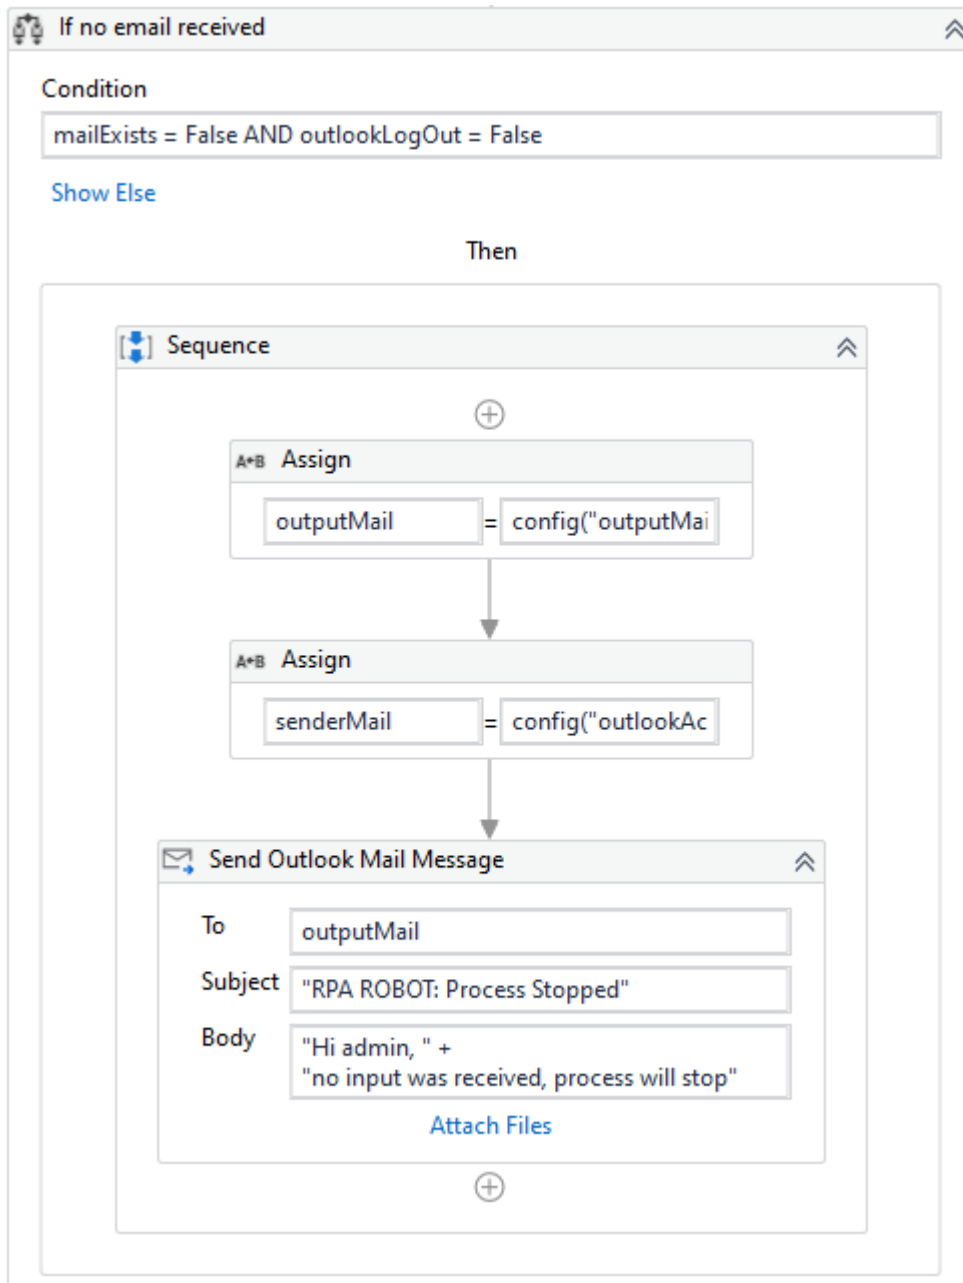 If no email received
Condition
mailExists = False AND outlookLogOut = False
Show Else
Then
Sequence
A+B Assign
outputMail = config("outputMai
A+B Assign
senderMail = config("outlookAc
Send Outlook Mail Message
To outputMail
Subject "RPA ROBOT: Process Stopped"
Body "Hi admin, " +
"no input was received, process will stop"
Attach Files